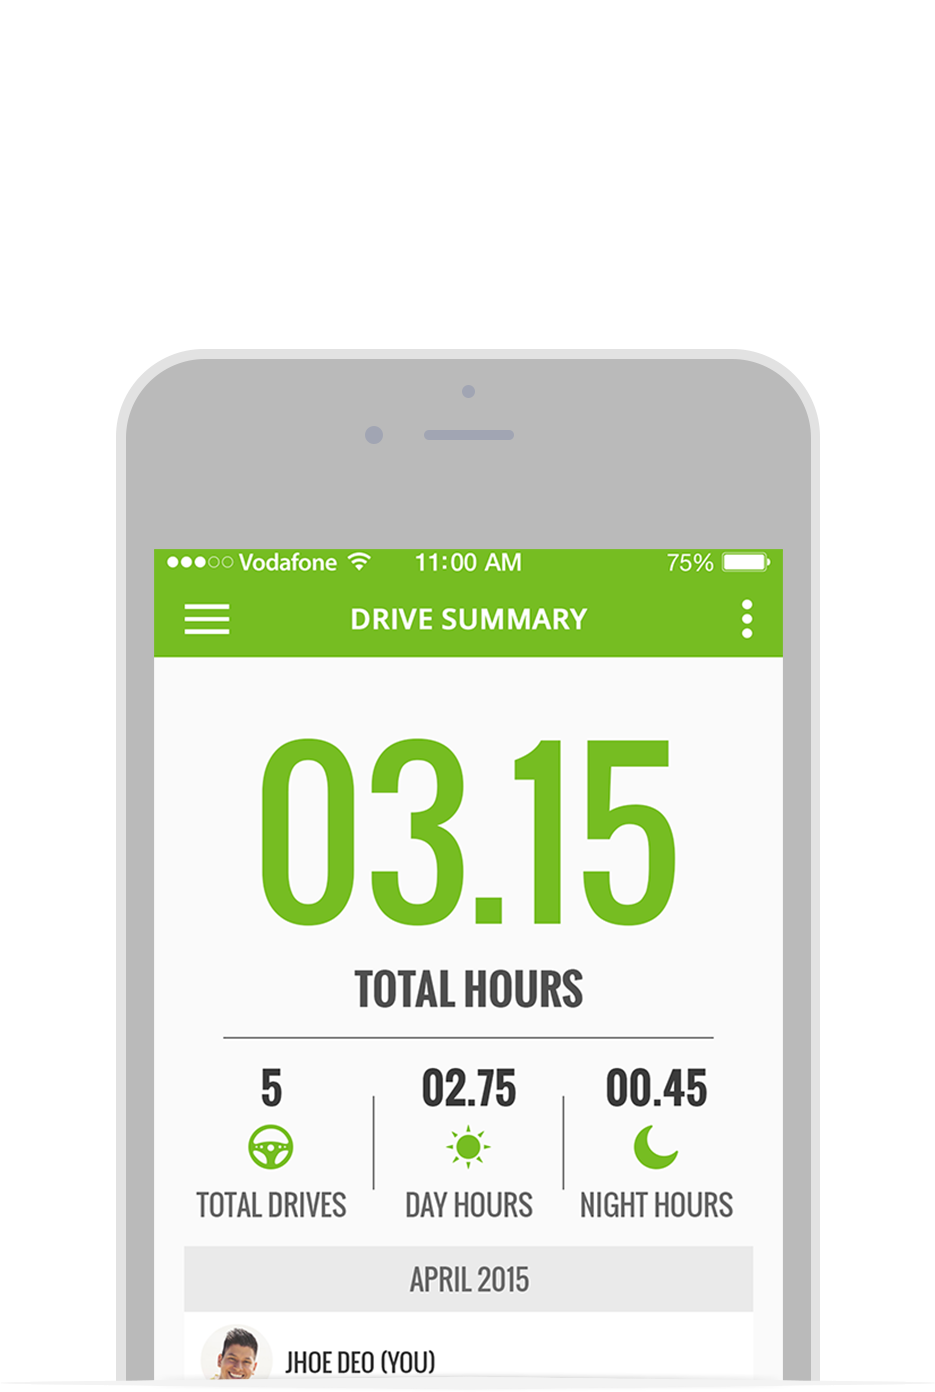 Vodafone 11:00 AM 75%
DRIVE SUMMARY
03.15
TOTAL HOURS
5 02.75 00.45
TOTAL DRIVES DAY HOURS NIGHT HOURS
APRIL 2015
JHOE DEO (YOU)